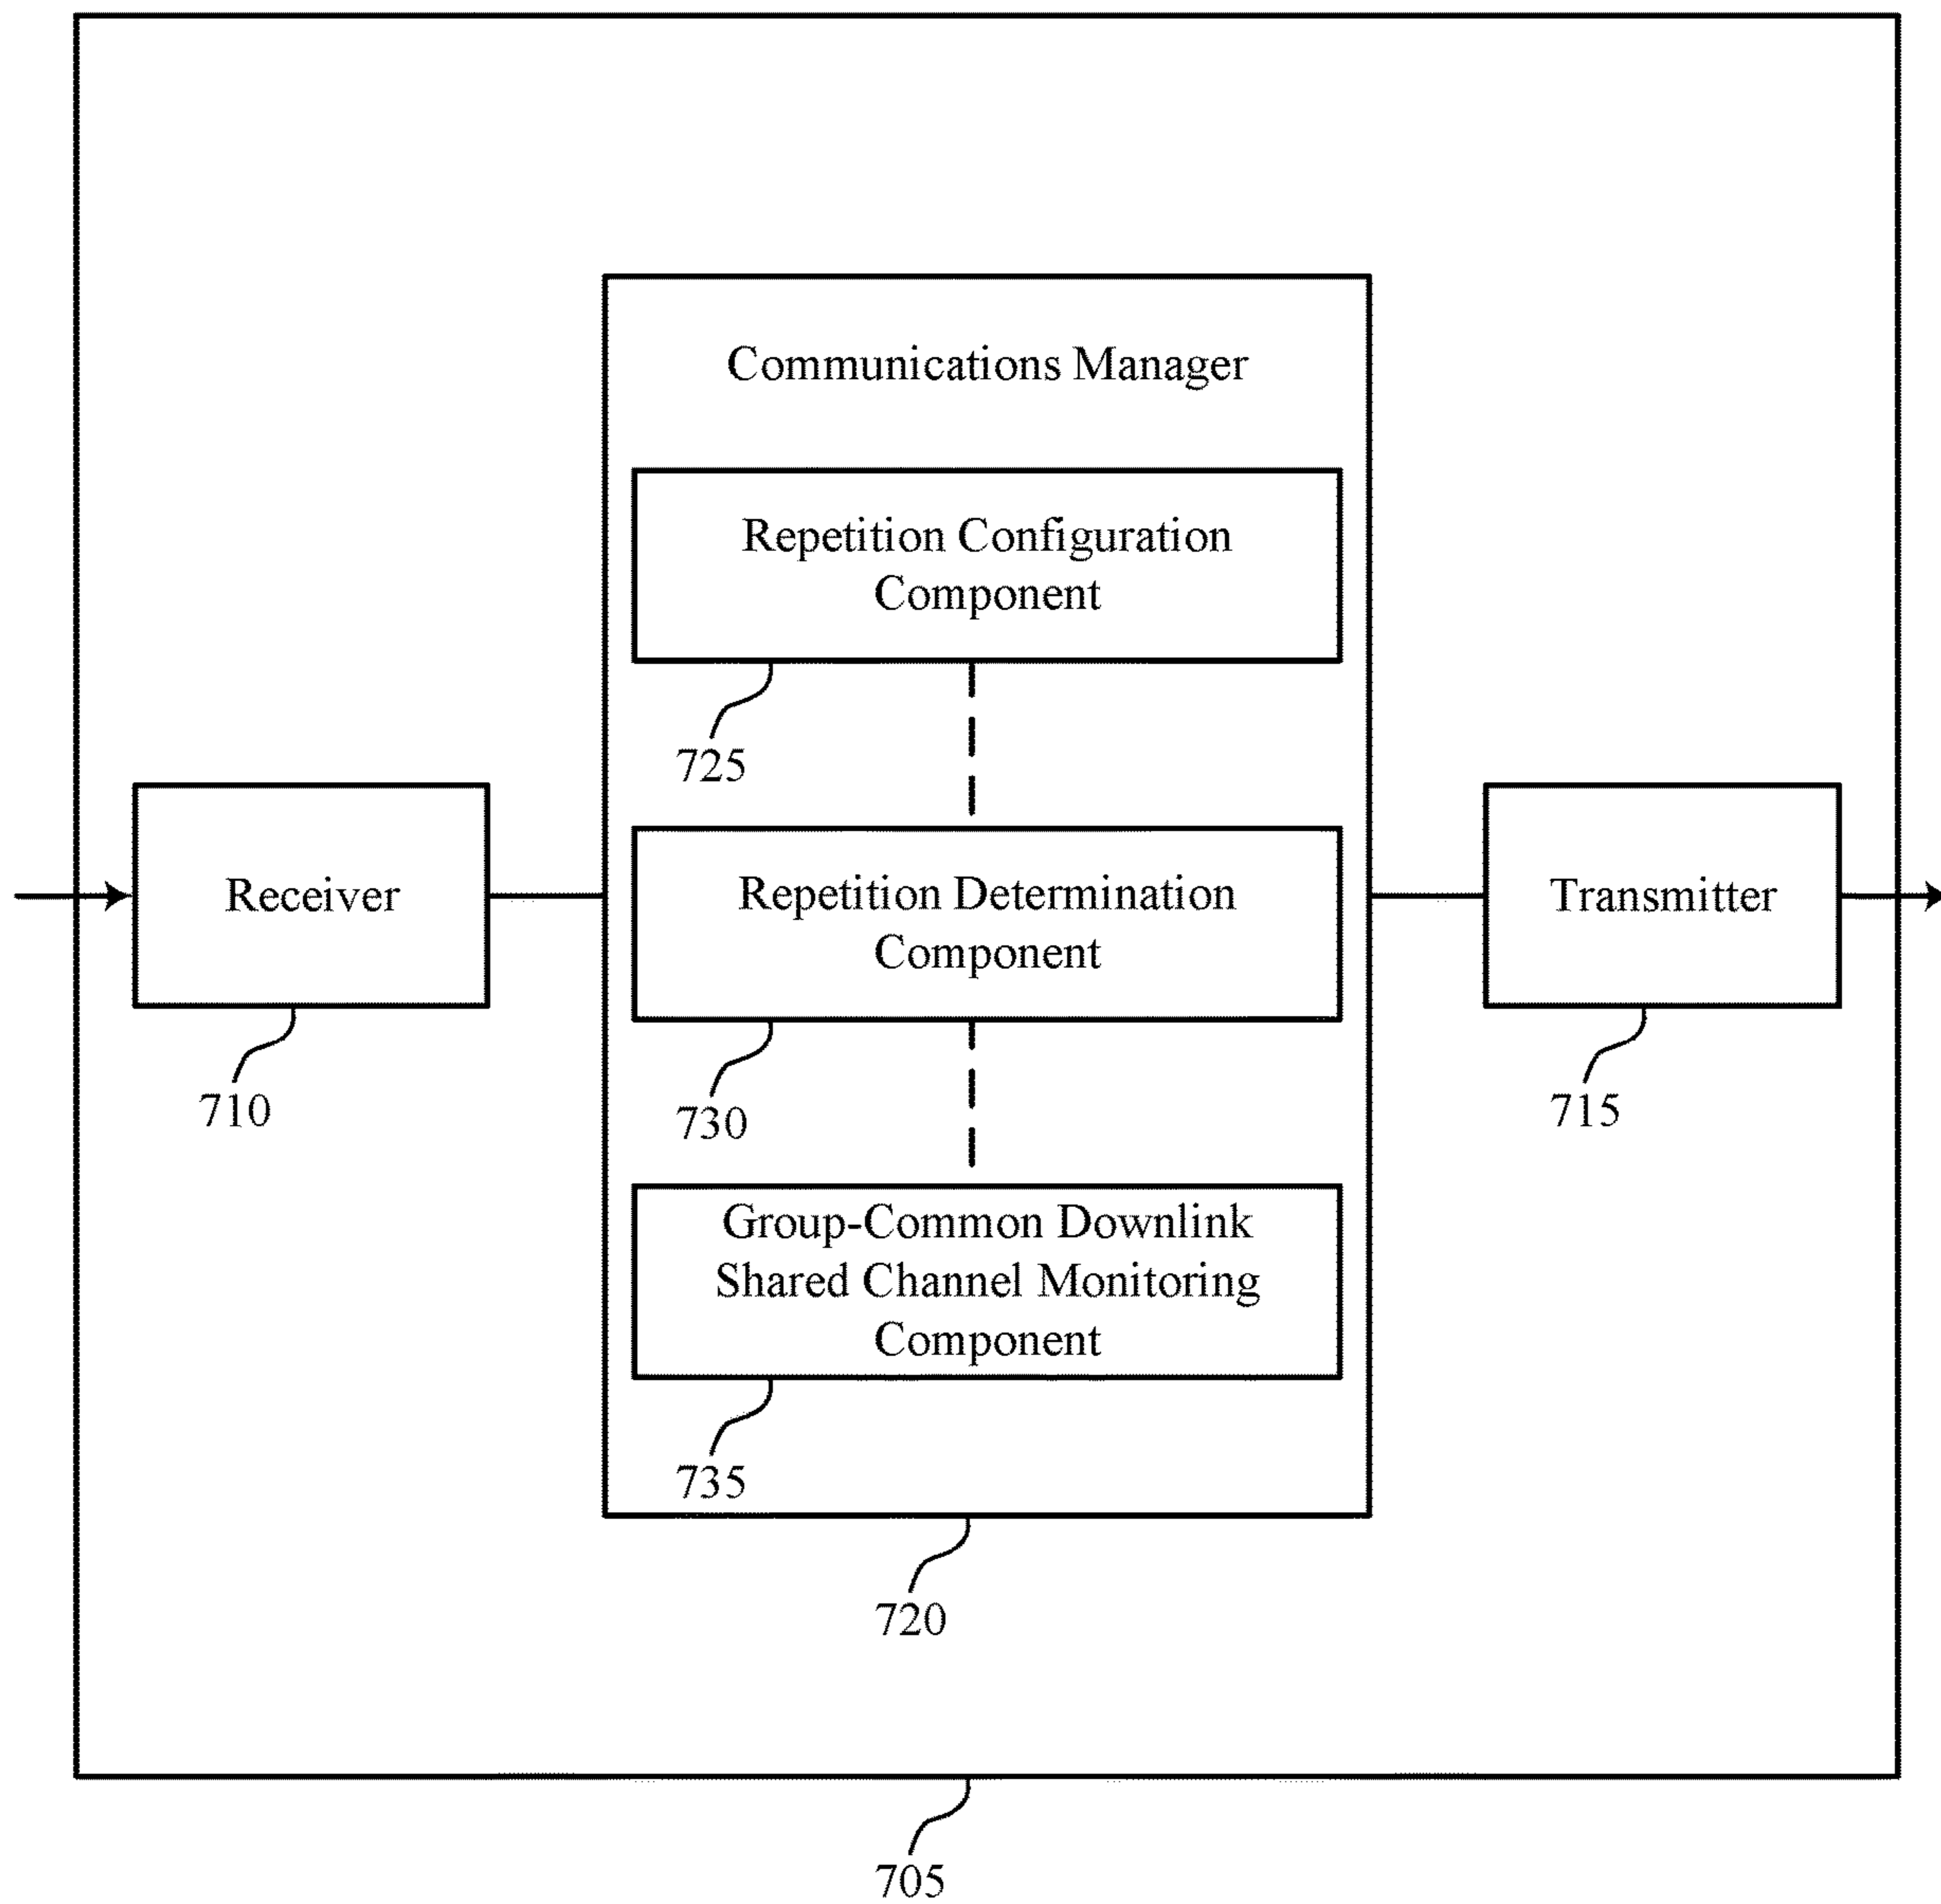 Communications Manager
Repetition Configuration
Component
725
Receiver
710
Repetition Determination
Component
730
Transmitter
715
Group-Common Downlink
Shared Channel Monitoring
Component
735
720
705